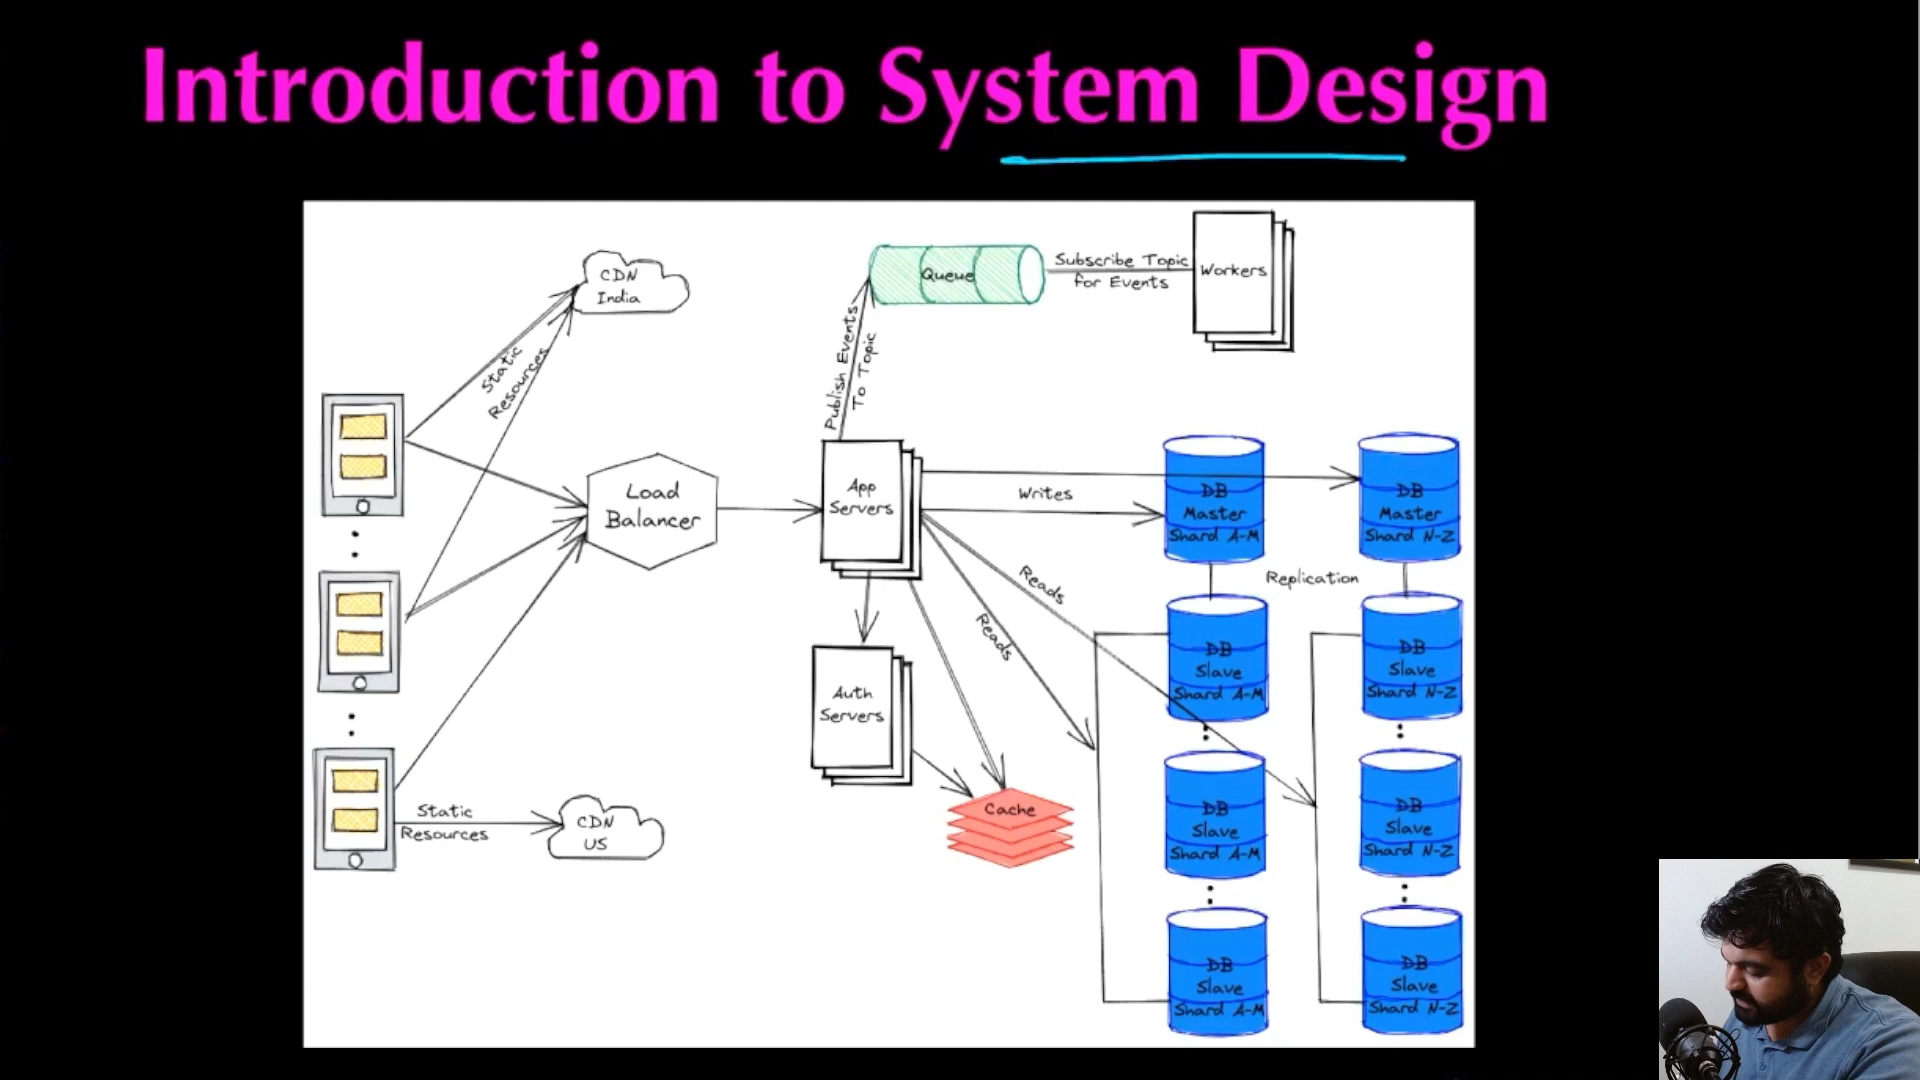 Introduction to System Design
CDN
India
Static
Resources
Queue
Subscribe Topic
for Events
Workers
Publish Events
To Topic
Load
Balancer
App
Servers
Writes
DB
Master
Shard A-M
DB
Master
Shard N-Z
Replication
Reads
Reads
DB
Slave
Shard A-M
DB
Slave
Shard N-Z
Auth
Servers
Cache
DB
Slave
Shard A-M
DB
Slave
Shard N-Z
Static
Resources
CDN
US
DB
Slave
Shard A-M
DB
Slave
Shard N-Z